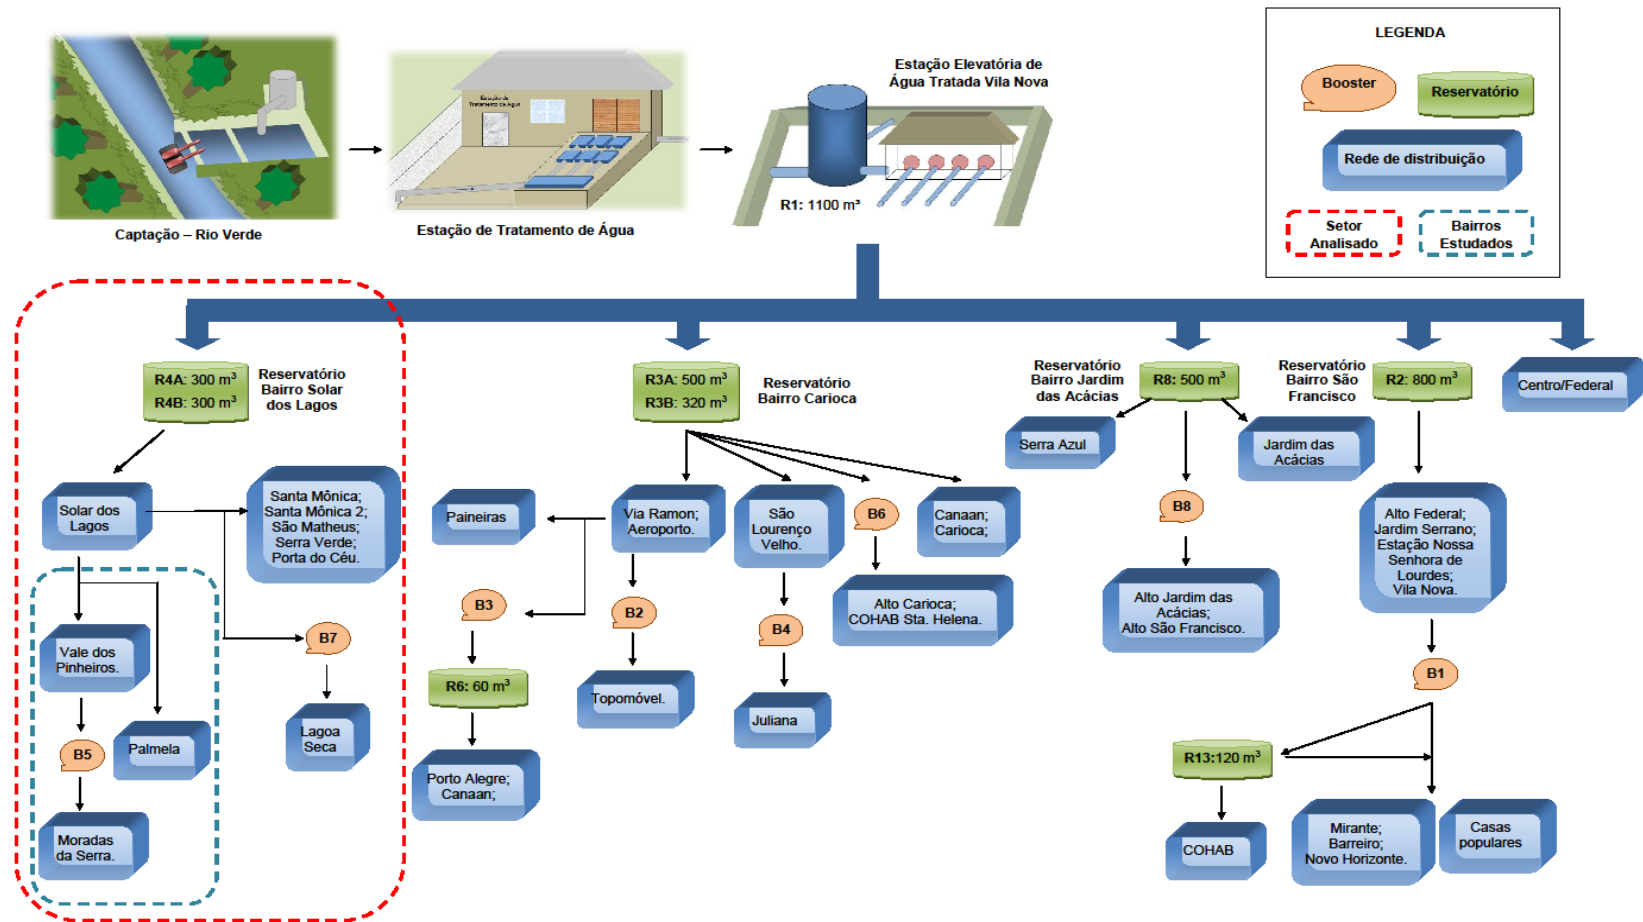 LEGENDA
Booster
Reservatório
Rede de distribuição
Setor
Analisado
Bairros
Estudados
Estação de
Tratamento de Água
Captação – Rio Verde
Estação de Tratamento de Água
Estação Elevatória de
Água Tratada Vila Nova
R1: 1100 m³
R4A: 300 m³
R4B: 300 m³
Reservatório
Bairro Solar
dos Lagos
R3A: 500 m³
R3B: 320 m³
Reservatório
Bairro Carioca
Reservatório
Bairro Jardim
das Acácias
R8: 500 m³
Reservatório
Bairro São
Francisco
R2: 800 m³
Centro/Federal
Solar dos
Lagos
Santa Mônica;
Santa Mônica 2;
São Matheus;
Serra Verde;
Porta do Céu.
Vale dos
Pinheiros.
B7
B5
Palmela
Lagoa
Seca
Moradas
da Serra.
Paineiras
Via Ramon;
Aeroporto.
São
Lourenço
Velho.
B6
Canaan;
Carioca;
B3
B2
B4
Alto Carioca;
COHAB Sta. Helena.
R6: 60 m³
Topomóvel.
Juliana
Porto Alegre;
Canaan;
Serra Azul
Jardim das
Acácias
B8
Alto Jardim das
Acácias;
Alto São Francisco.
Alto Federal;
Jardim Serrano;
Estação Nossa
Senhora de
Lourdes;
Vila Nova.
B1
R13:120 m³
COHAB
Mirante;
Barreiro;
Novo Horizonte.
Casas
populares